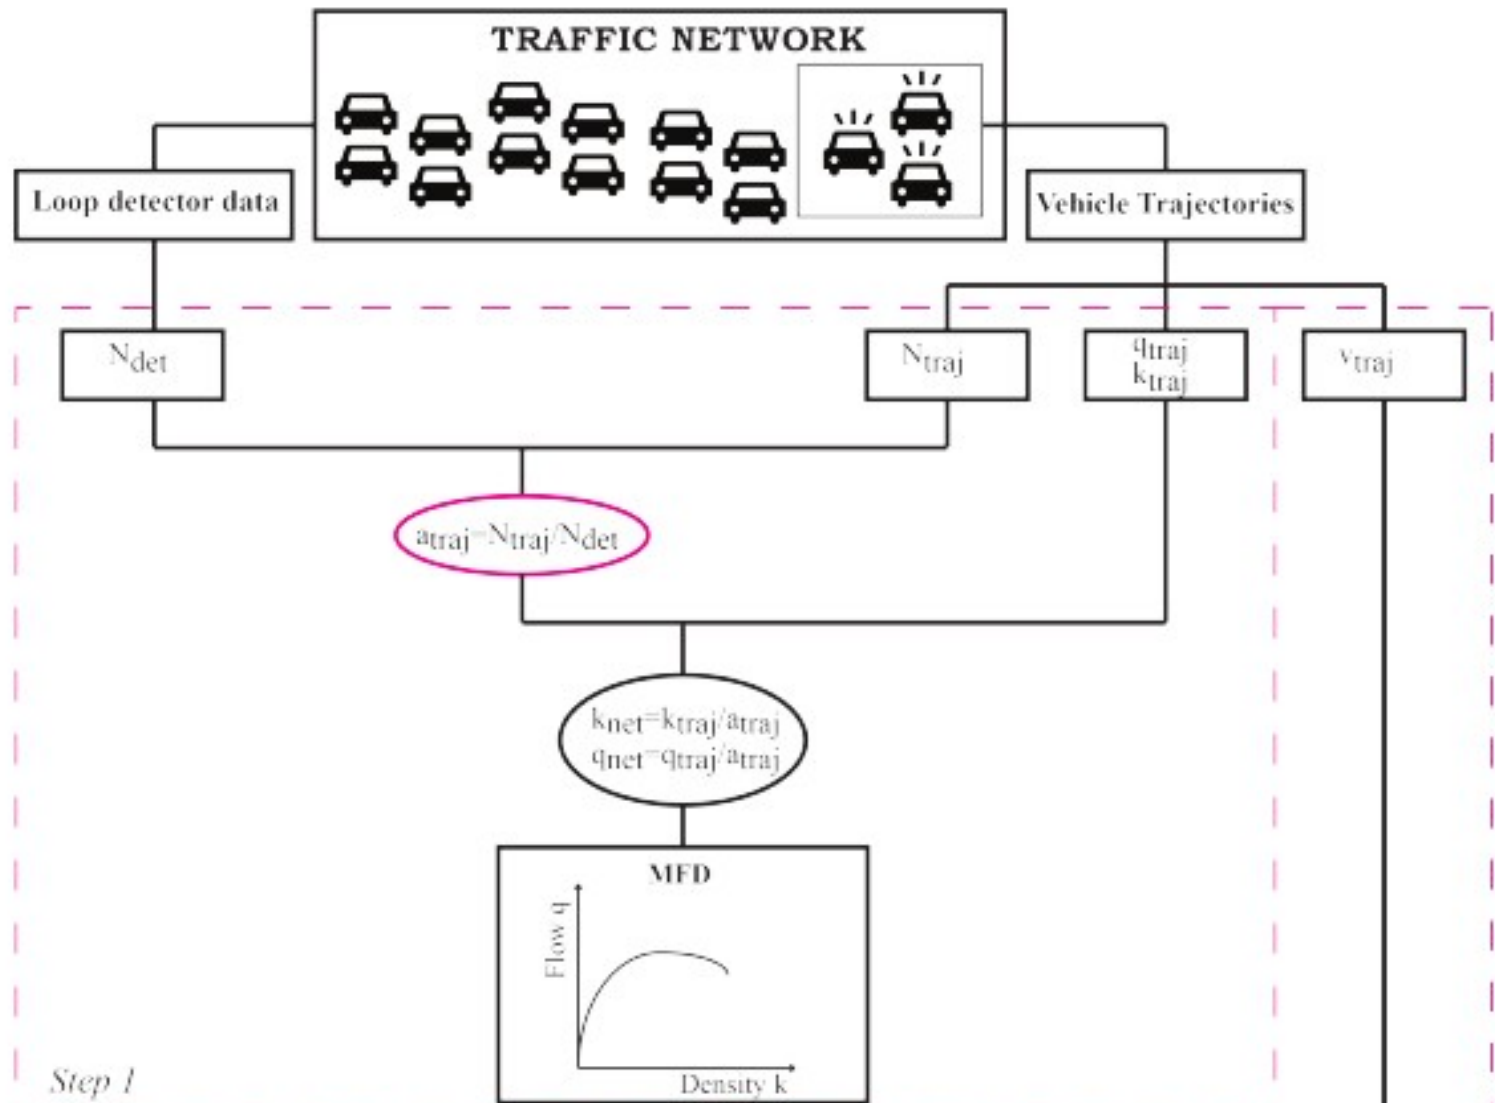 TRAFFIC NETWORK
Loop detector data
Vehicle Trajectories
Ndet
Ntraj
qtraj
ktraj
vtraj
atraj=Ntraj/Ndet
knet=ktraj/atraj
qnet=qtraj/atraj
MFD
Flow q
Density k
Step 1